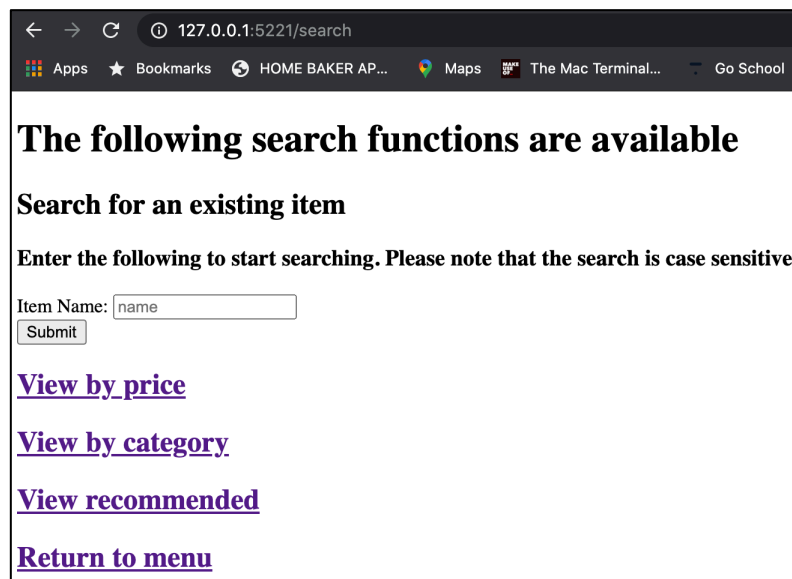 127.0.0.1:5221/search
Apps Bookmarks HOME BAKER AP... Maps MAKE USE OF The Mac Terminal... Go School
The following search functions are available
Search for an existing item
Enter the following to start searching. Please note that the search is case sensitive
Item Name: name
Submit
View by price
View by category
View recommended
Return to menu